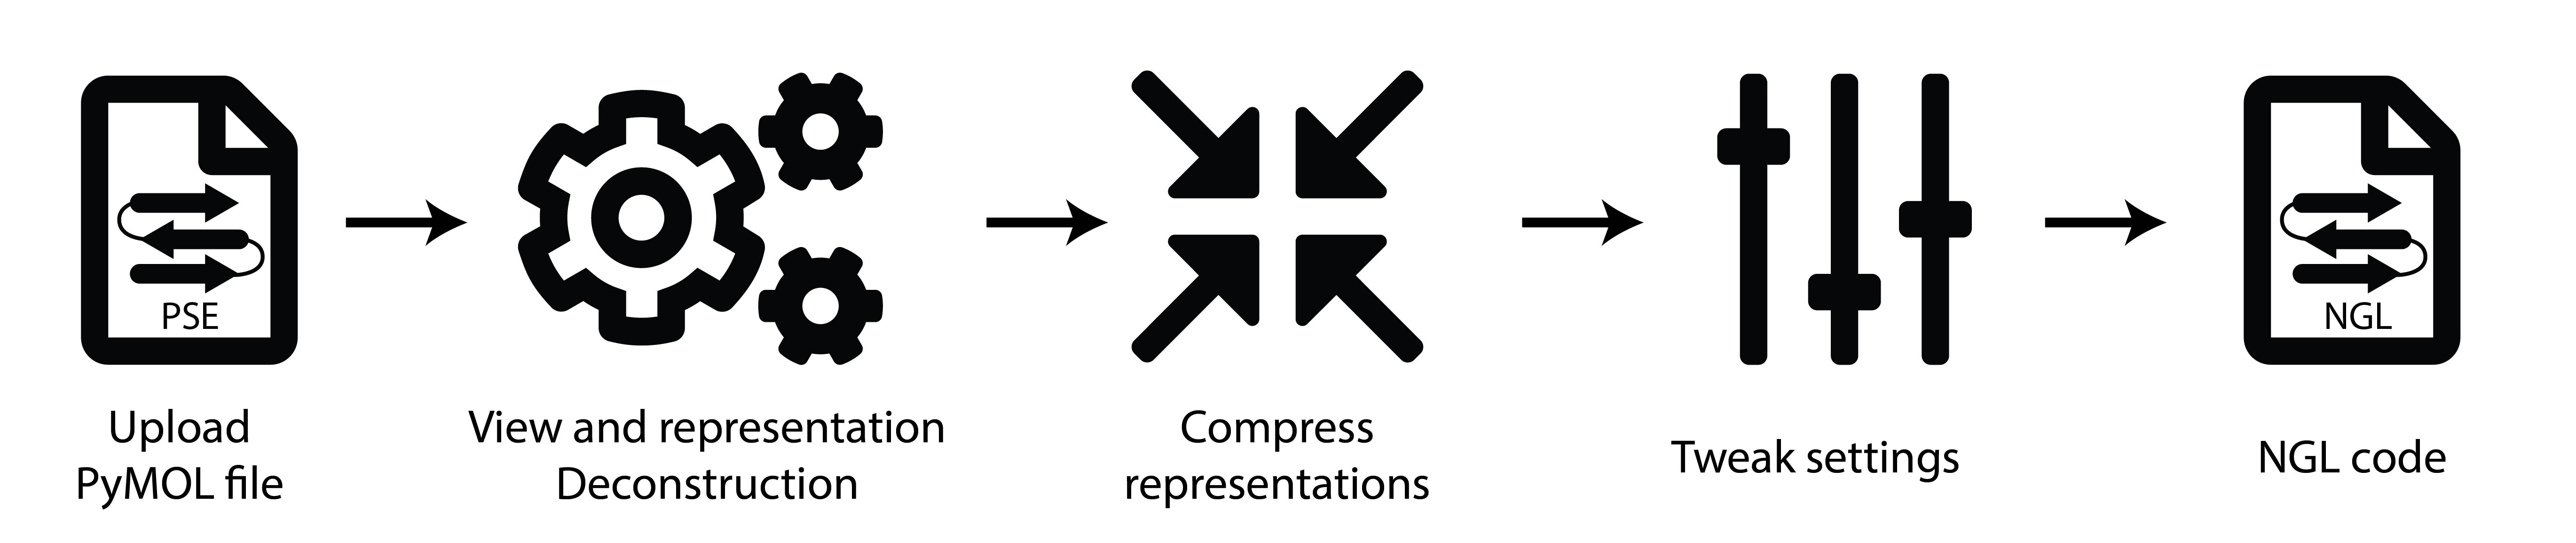 PSE
NGL
Upload
PyMOL file
View and representation
Deconstruction
Compress
representations
Tweak settings
NGL code